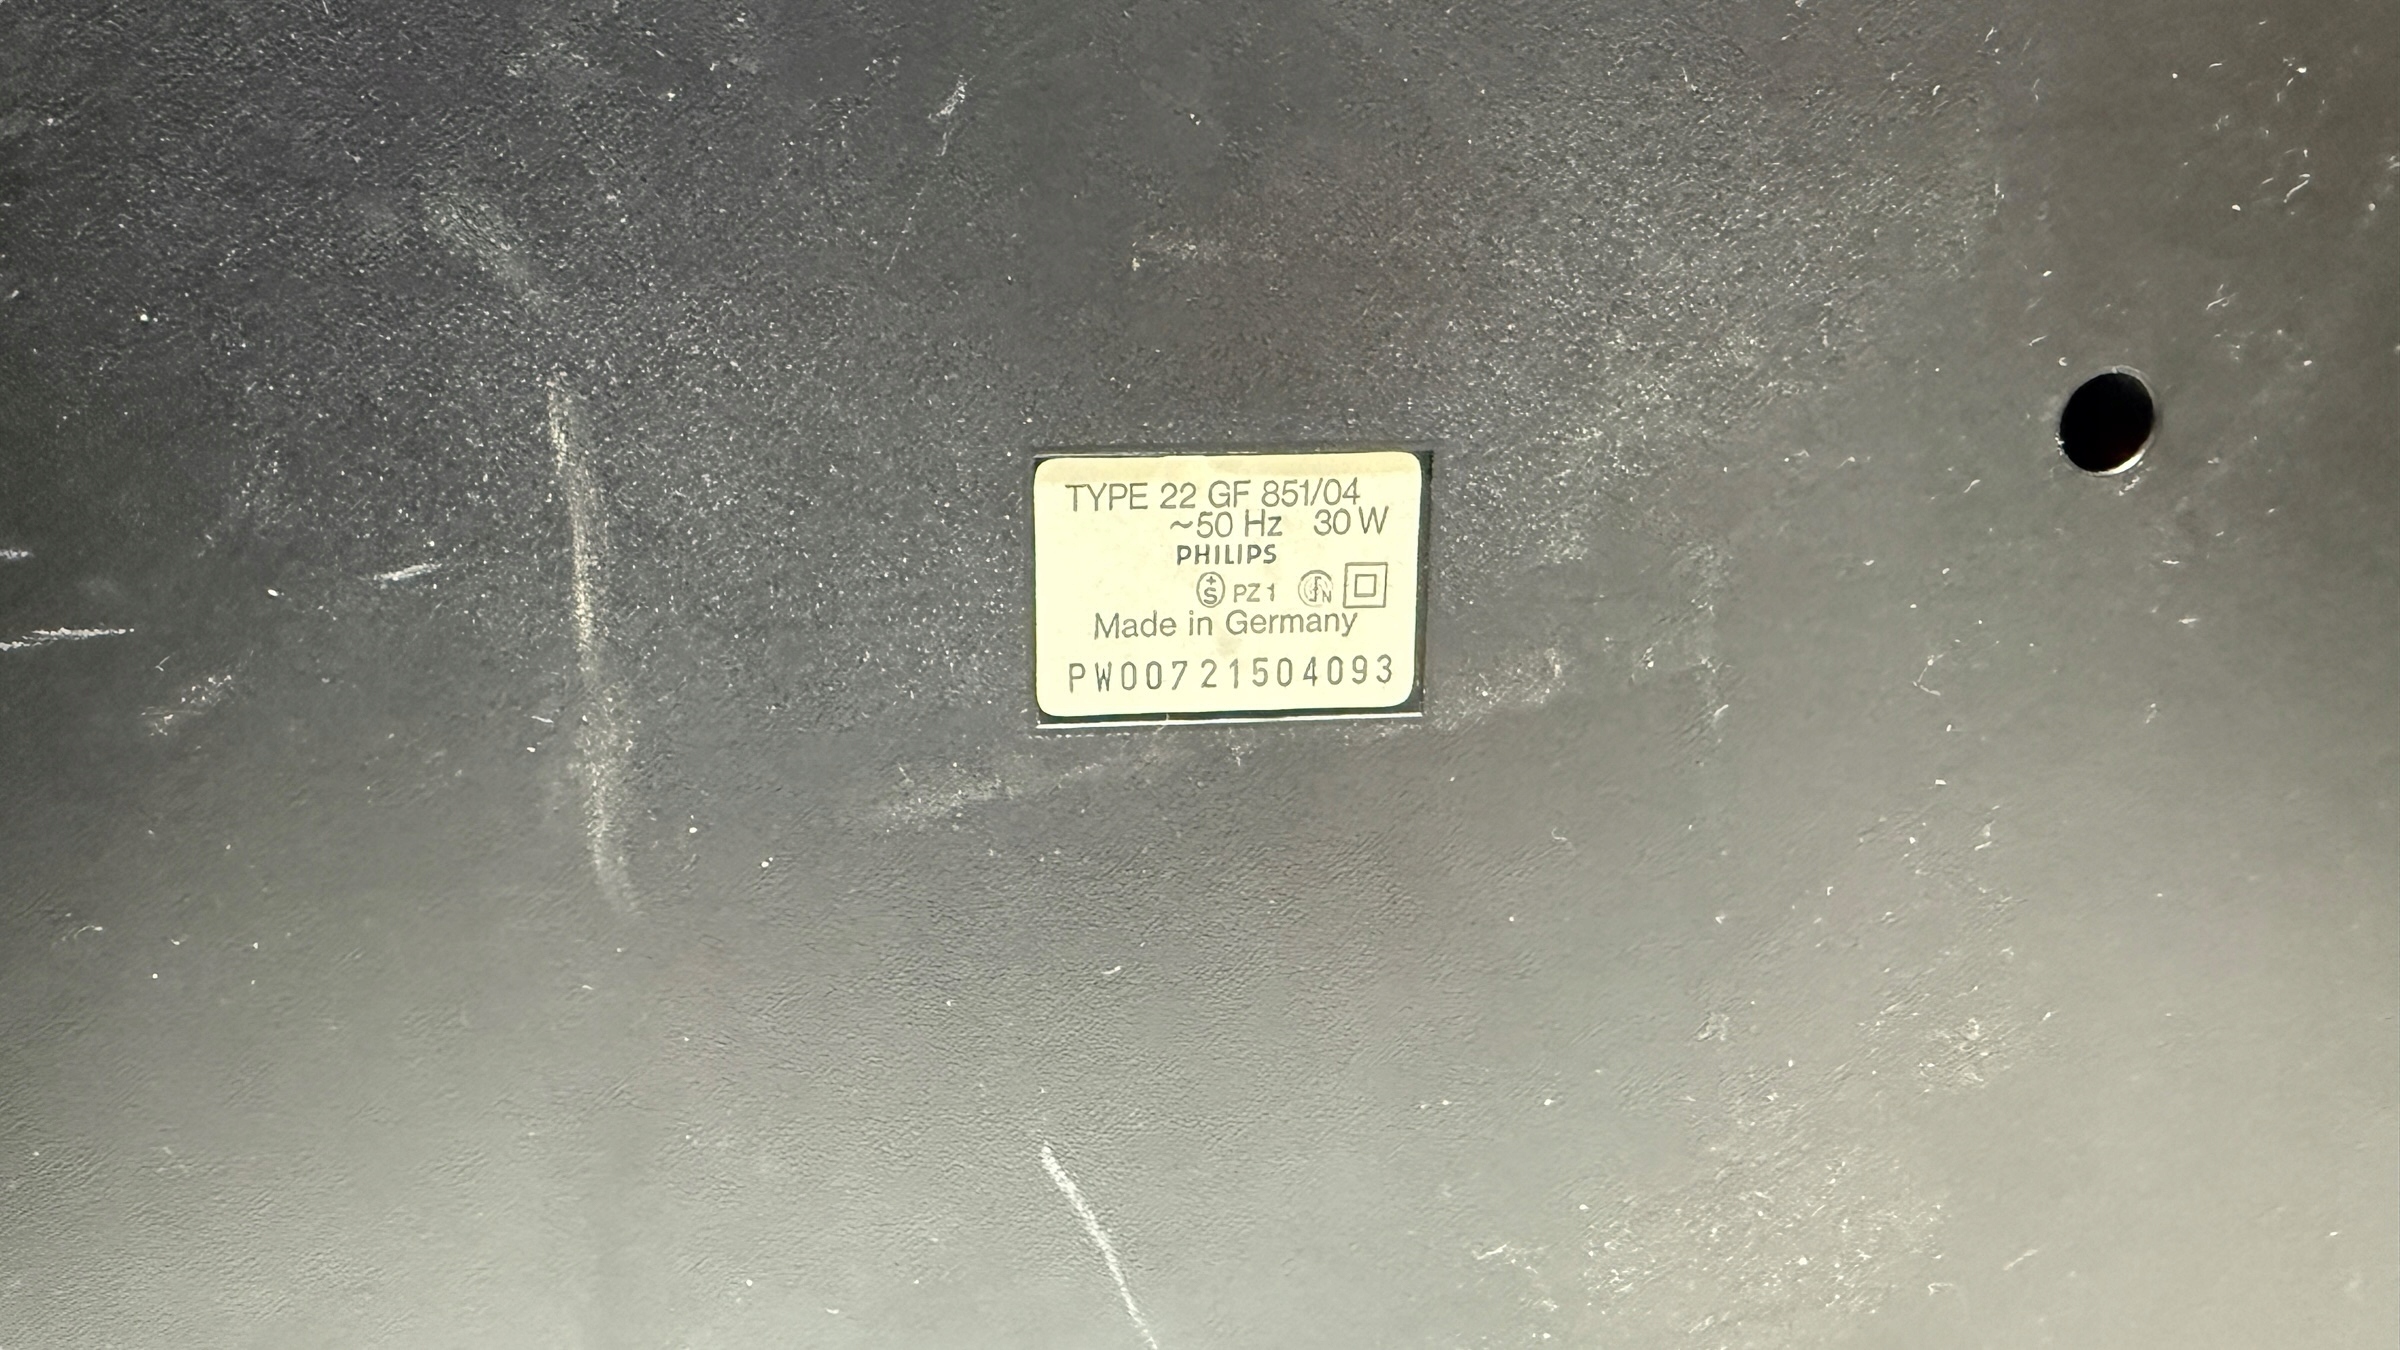 TYPE 22 GF 851/04
~50 Hz 30 W
PHILIPS
+S PZ 1 N
Made in Germany
PW00721504093